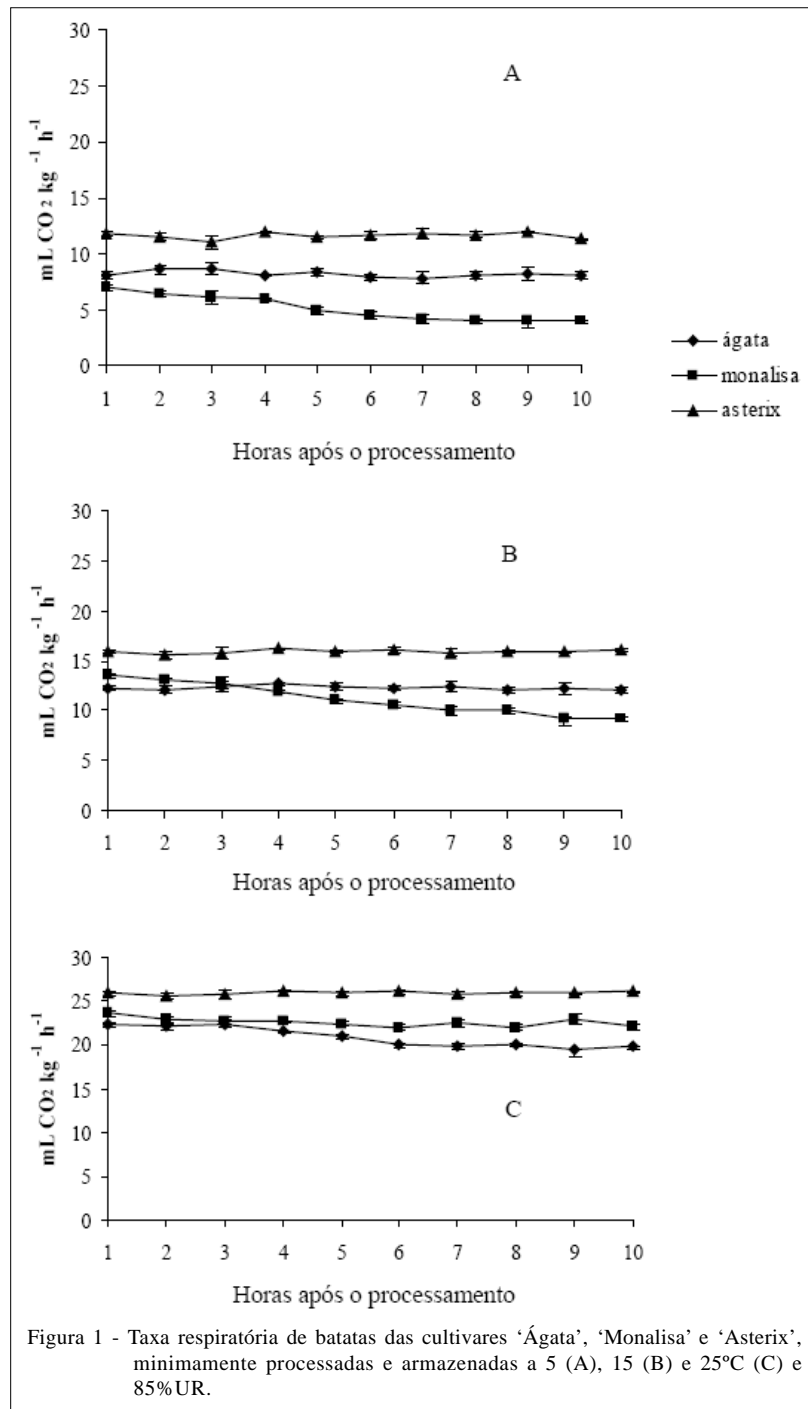 A
30
25
20
15
10
5
0
mL CO2 kg -1 h-1
1 2 3 4 5 6 7 8 9 10
Horas após o processamento
ágata
monalisa
asterix
B
30
25
20
15
10
5
0
mL CO2 kg-1 h-1
1 2 3 4 5 6 7 8 9 10
Horas após o processamento
30
25
20
15
10
5
0
mL CO2 kg-1 h-1
C
1 2 3 4 5 6 7 8 9 10
Horas após o processamento
Figura 1 - Taxa respiratória de batatas das cultivares ‘Ágata’, ‘Monalisa’ e ‘Asterix’,
minimamente processadas e armazenadas a 5 (A), 15 (B) e 25ºC (C) e
85%UR.